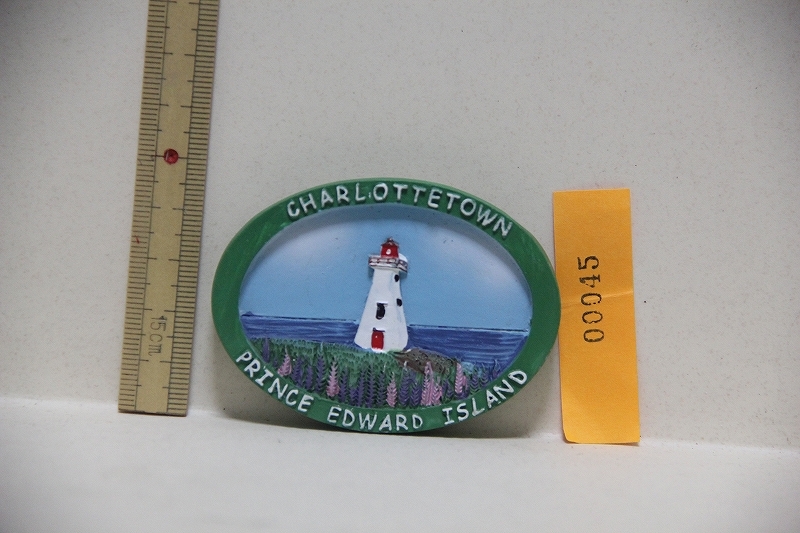 CHARLOTTETOWN
PRINCE EDWARD ISLAND
15cm
00045